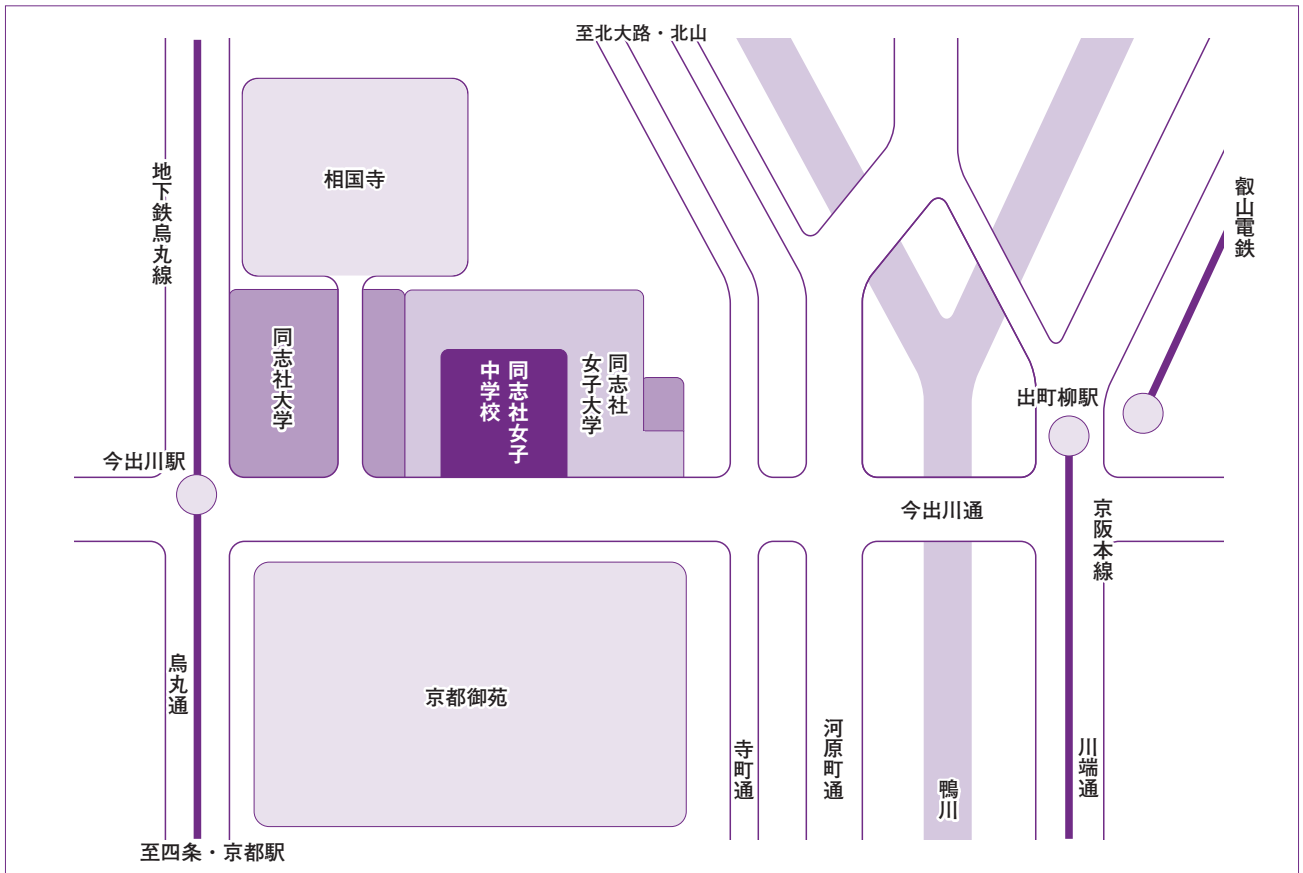 至北大路・北山
地下鉄烏丸線
相国寺
叡山電鉄
同志社大学
同志社女子
中学校
同志社
女子大学
出町柳駅
今出川駅
今出川通
京阪本線
烏丸通
京都御苑
寺町通
河原町通
鴨川
川端通
至四条・京都駅